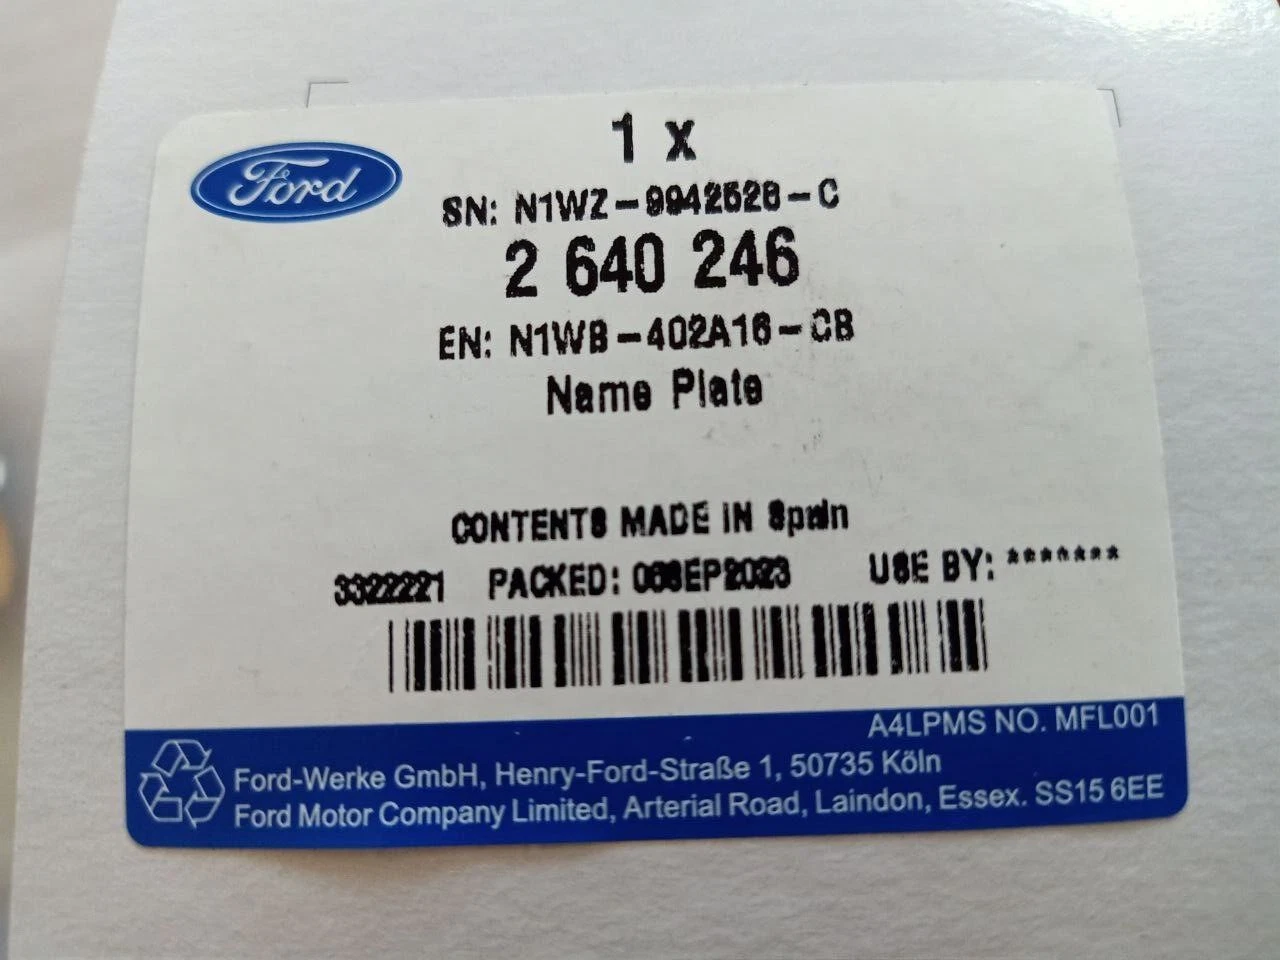 Ford
1 x
SN: N1WZ-9942528-C
2 640 246
EN: N1WB-402A16-CB
Name Plate
CONTENTS MADE IN Spain
3322221 PACKED: 06SEP2023 USE BY: *******
A4LPMS NO. MFL001
Ford-Werke GmbH, Henry-Ford-Straße 1, 50735 Köln
Ford Motor Company Limited, Arterial Road, Laindon, Essex. SS15 6EE